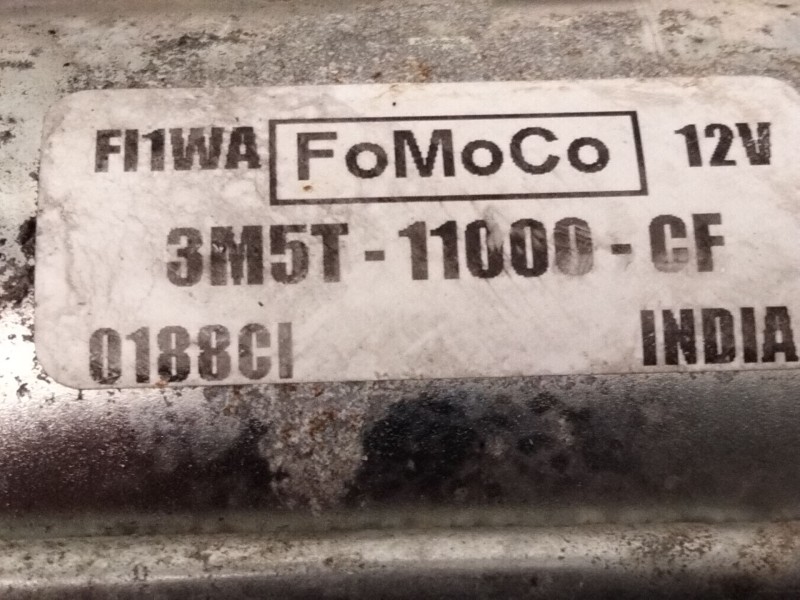 FI1WA FoMoCo 12V
3M5T-11000-CF
0188CI
INDIA